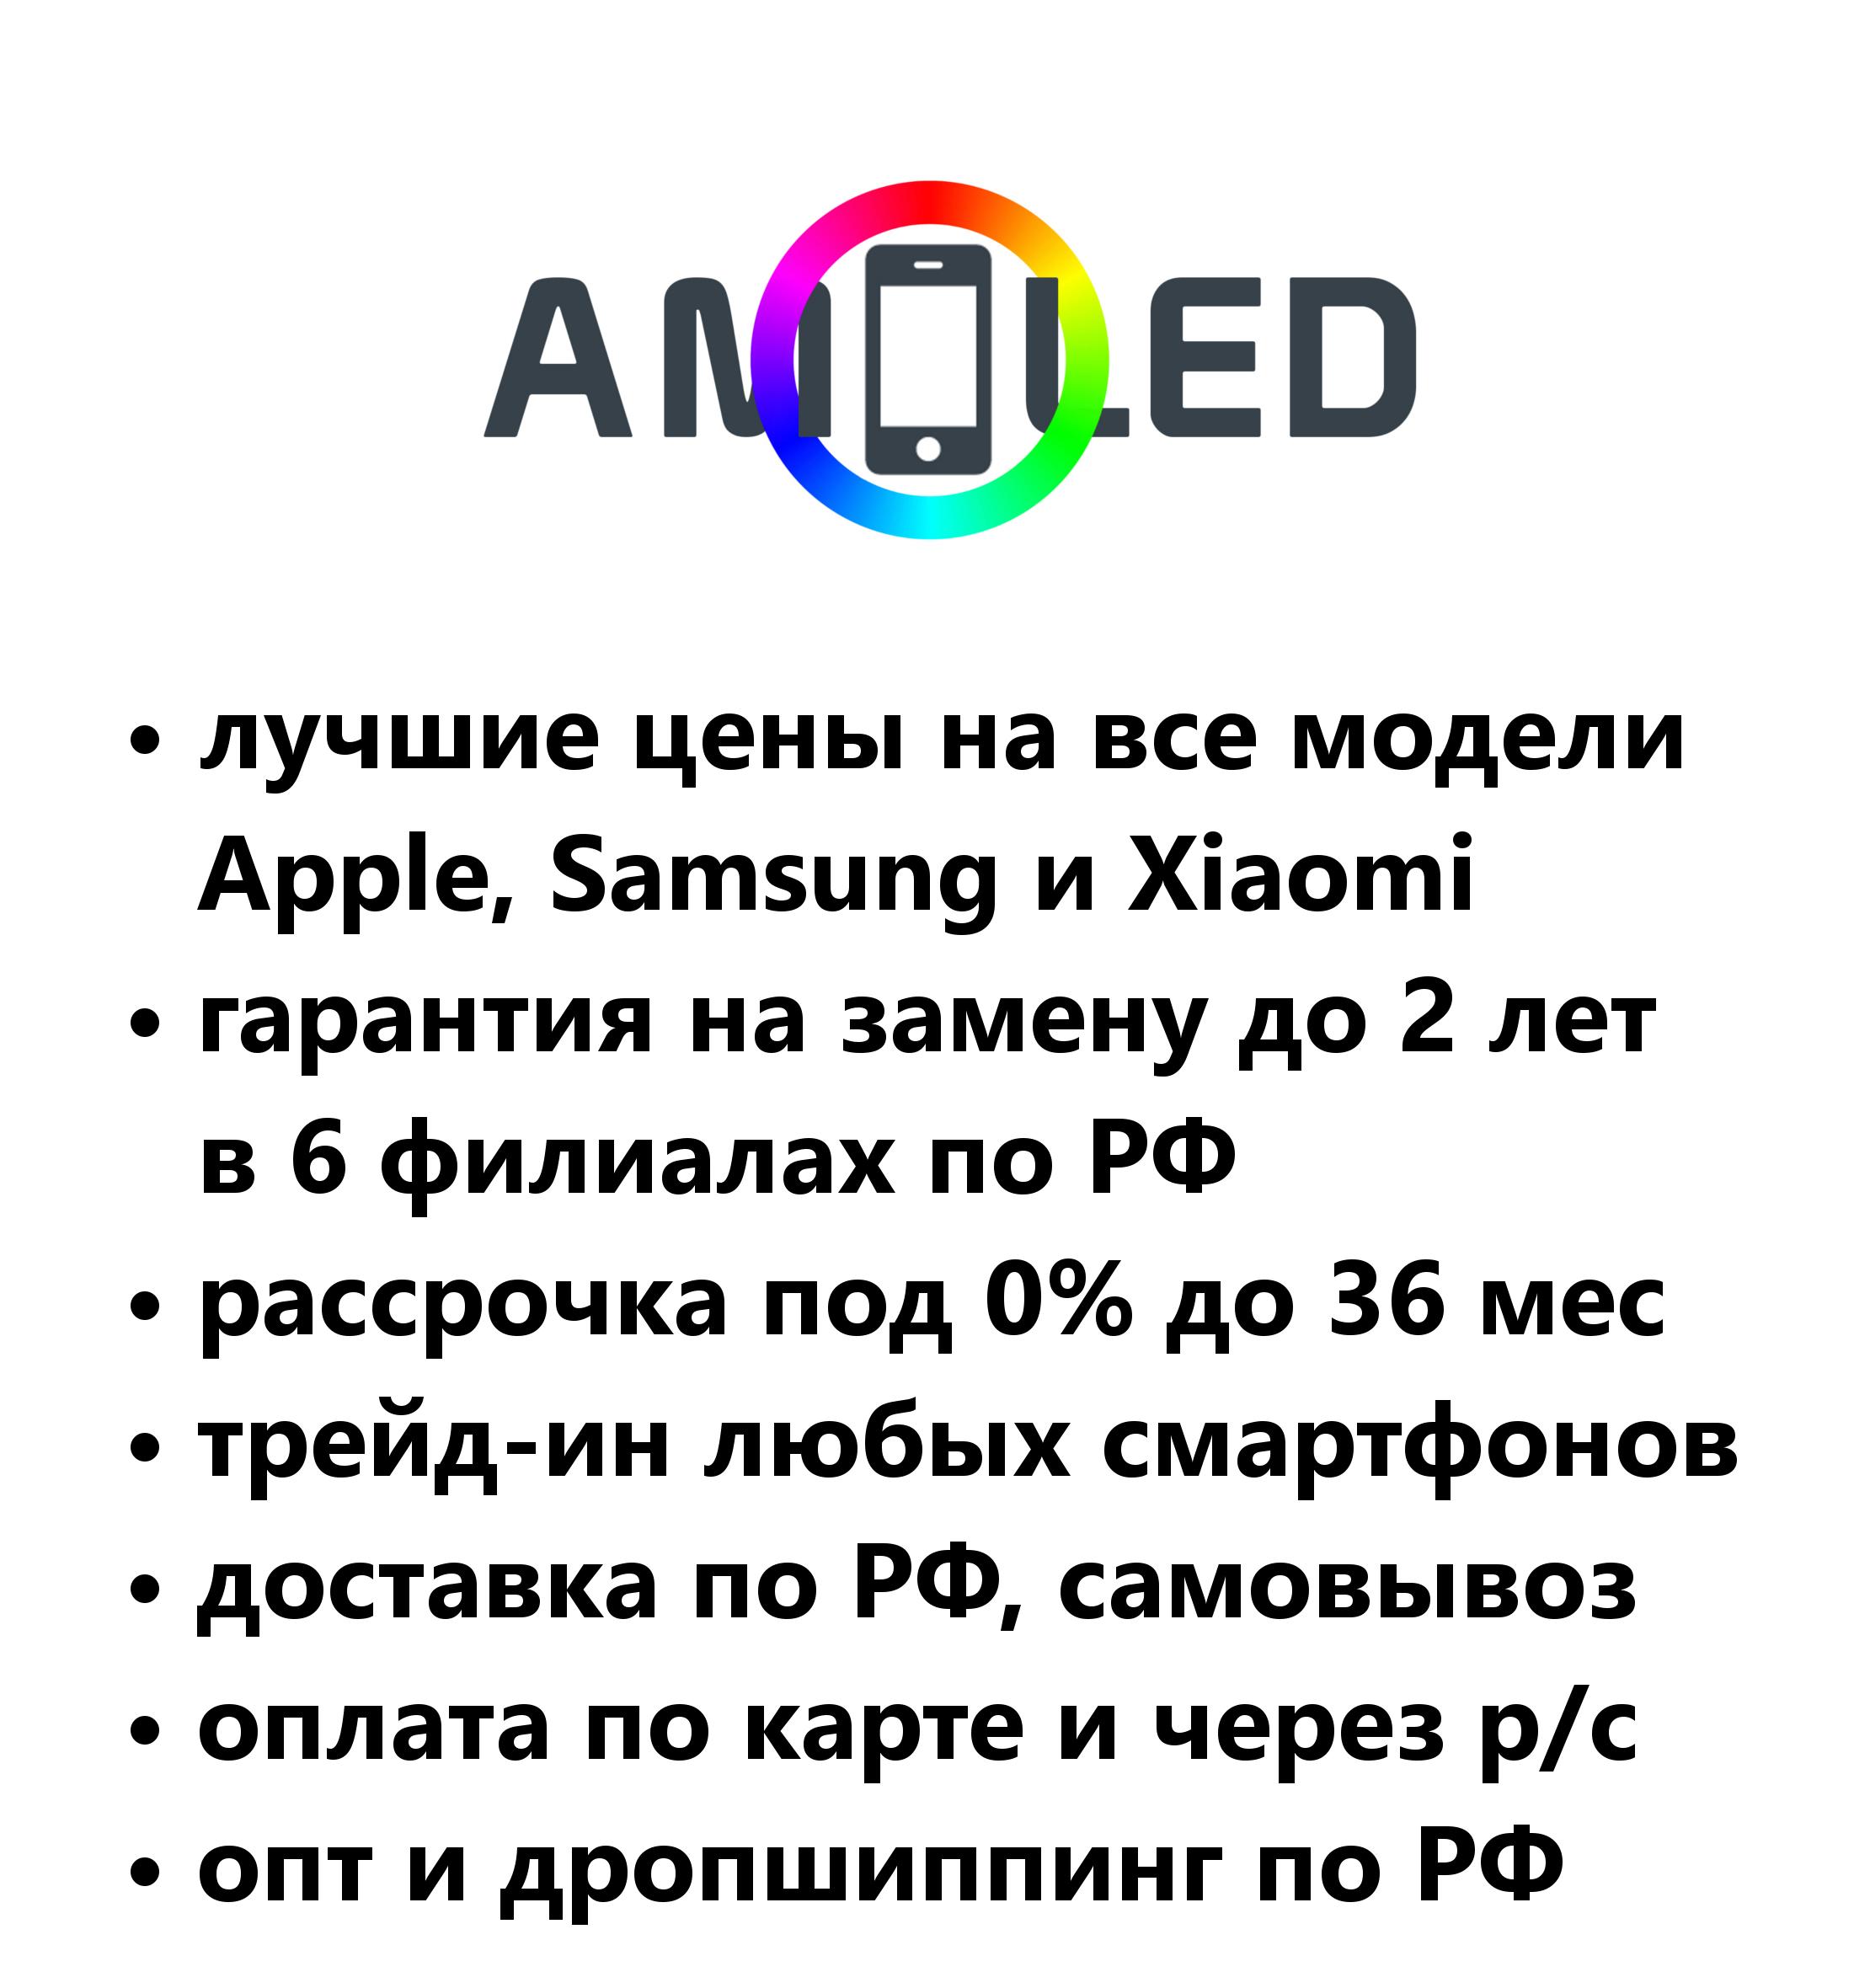 AMOLED
• лучшие цены на все модели
Apple, Samsung и Xiaomi
• гарантия на замену до 2 лет
в 6 филиалах по РФ
• рассрочка под 0% до 36 мес
• трейд-ин любых смартфонов
• доставка по РФ, самовывоз
• оплата по карте и через р/с
• опт и дропшиппинг по РФ